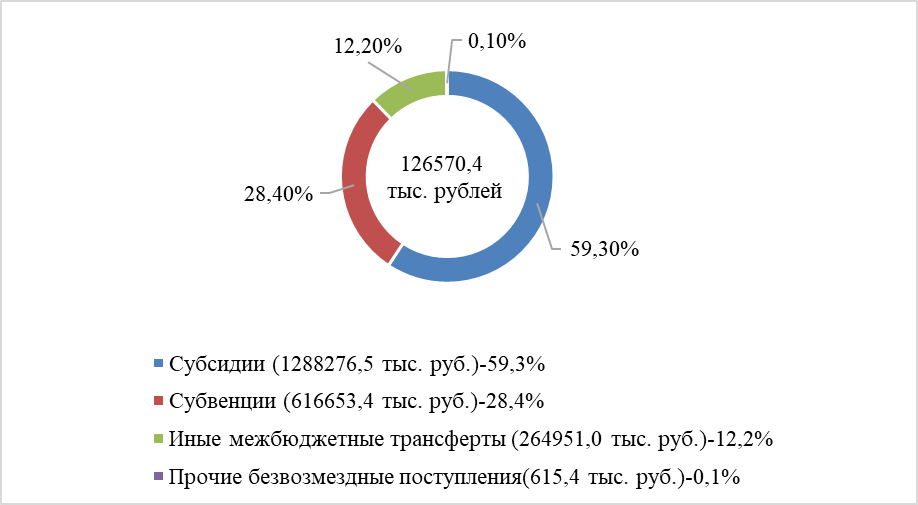 12,20%
0,10%
126570,4
тыс. рублей
28,40%
59,30%
Субсидии (1288276,5 тыс. руб.)-59,3%
Субвенции (616653,4 тыс. руб.)-28,4%
Иные межбюджетные трансферты (264951,0 тыс. руб.)-12,2%
Прочие безвозмездные поступления(615,4 тыс. руб.)-0,1%